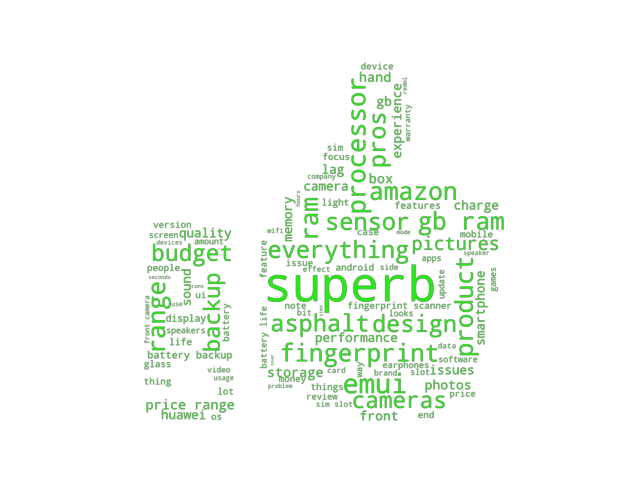 device
hand
redmi
processor
gb
experience
warranty
pros
sim
focus
lag
company
box
camera
amazon
hours
light
features
charge
memory
ram
sensor
gb ram
version
screen
quality
wifi
case
mode
mobile
devices
amount
budget
everything
pictures
speaker
feature
issue
apps
people
effect
android
side
superb
seconds
sound
backup
product
update
games
smartphone
range
cons
ui
use
front camera
battery
note
fingerprint scanner
sims
bit
looks
display
asphalt
design
speakers
life
performance
battery life
data
battery backup
fingerprint
software
cover
glass
video
storage
card
way
earphones
slot
issues
brand
thing
usage
money
problem
things
emui
photos
lot
review
price
price range
sim slot
cameras
huawei
os
front
end